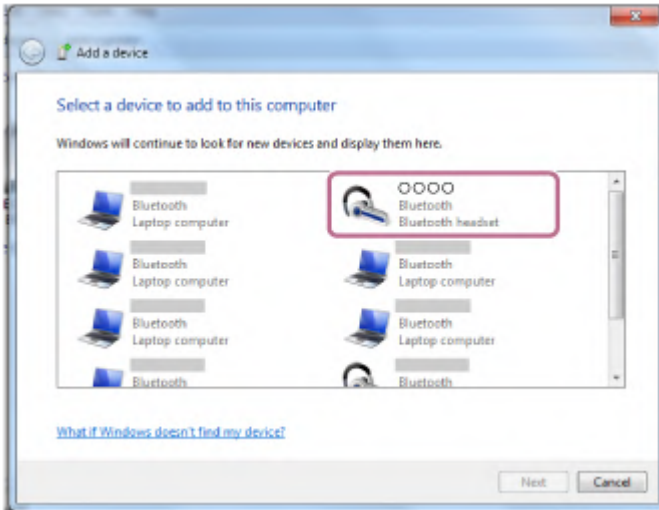 Add a device
Select a device to add to this computer
Windows will continue to look for new devices and display them here.
Bluetooth
Laptop computer
OOOO
Bluetooth
Bluetooth headset
Bluetooth
Laptop computer
Bluetooth
Laptop computer
Bluetooth
Laptop computer
Bluetooth
Laptop computer
Bluetooth
Bluetooth
What if Windows doesn't find my device?
Next
Cancel